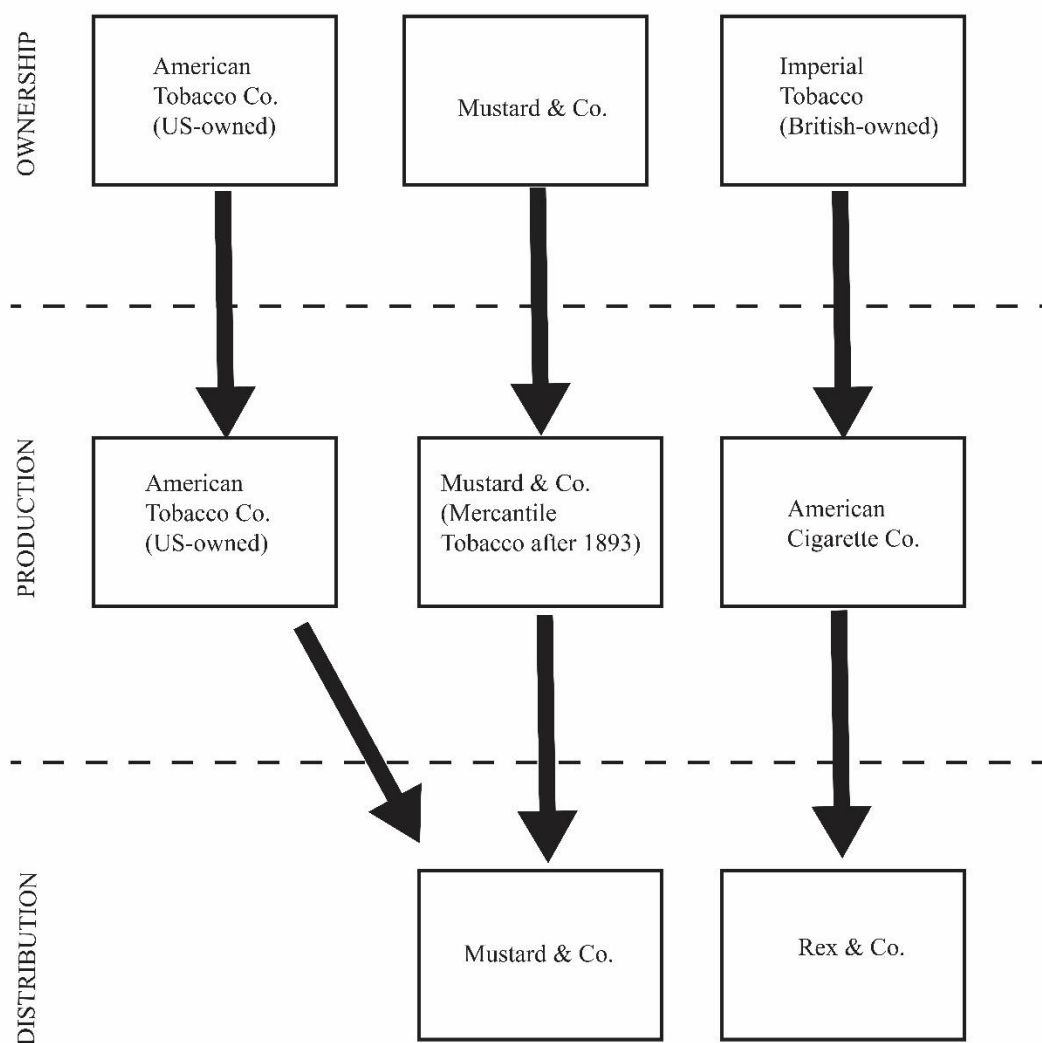 OWNERSHIP
American
Tobacco Co.
(US-owned)
Mustard & Co.
Imperial
Tobacco
(British-owned)
PRODUCTION
American
Tobacco Co.
(US-owned)
Mustard & Co.
(Mercantile
Tobacco after 1893)
American
Cigarette Co.
DISTRIBUTION
Mustard & Co.
Rex & Co.